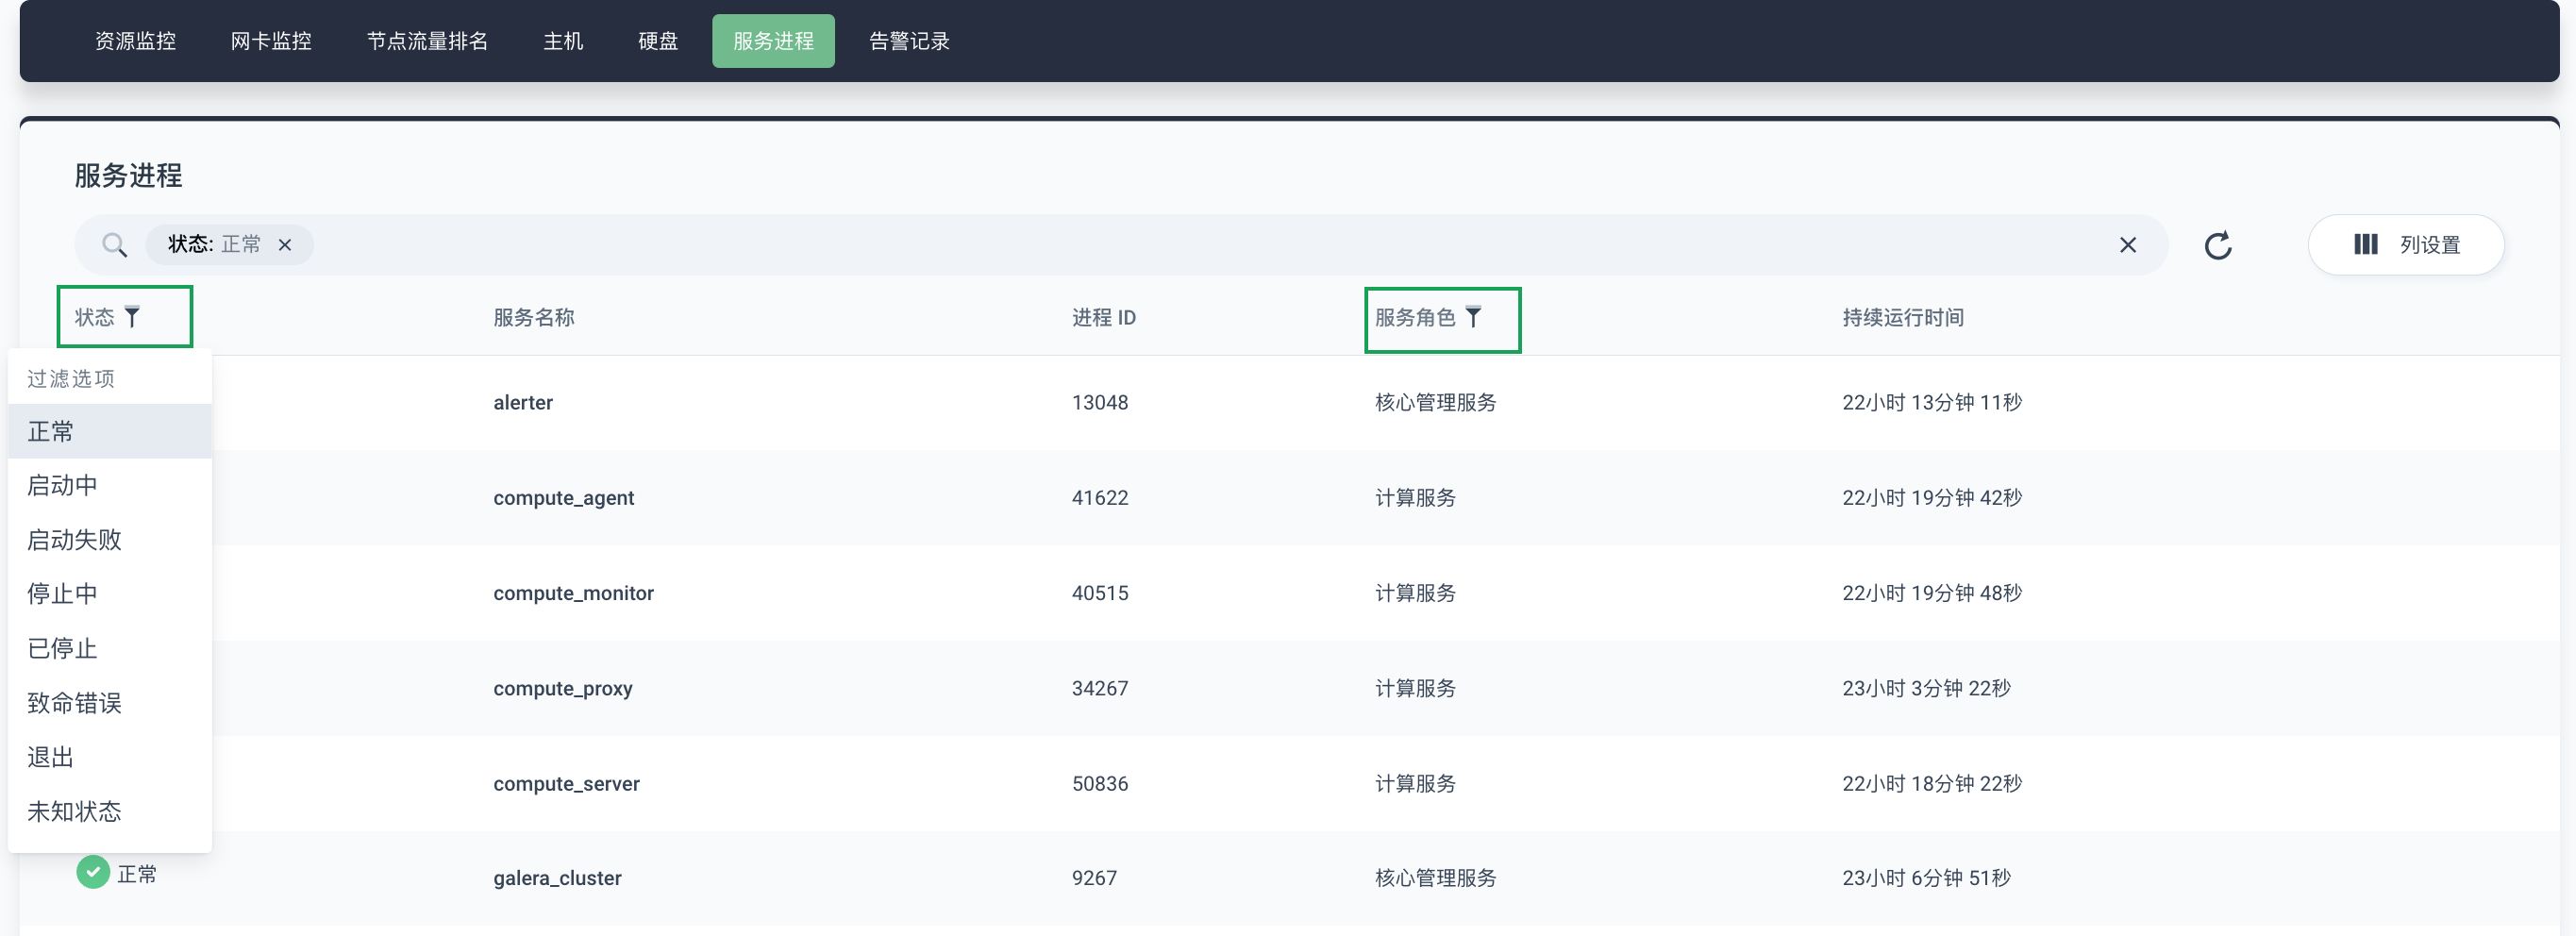 资源监控 网卡监控 节点流量排名 主机 硬盘 服务进程 告警记录
服务进程
状态: 正常 列设置
状态 服务名称 进程 ID 服务角色 持续运行时间
过滤选项
正常
启动中
启动失败
停止中
已停止
致命错误
退出
未知状态
alerter 13048 核心管理服务 22小时 13分钟 11秒
compute_agent 41622 计算服务 22小时 19分钟 42秒
compute_monitor 40515 计算服务 22小时 19分钟 48秒
compute_proxy 34267 计算服务 23小时 3分钟 22秒
compute_server 50836 计算服务 22小时 18分钟 22秒
正常 galera_cluster 9267 核心管理服务 23小时 6分钟 51秒